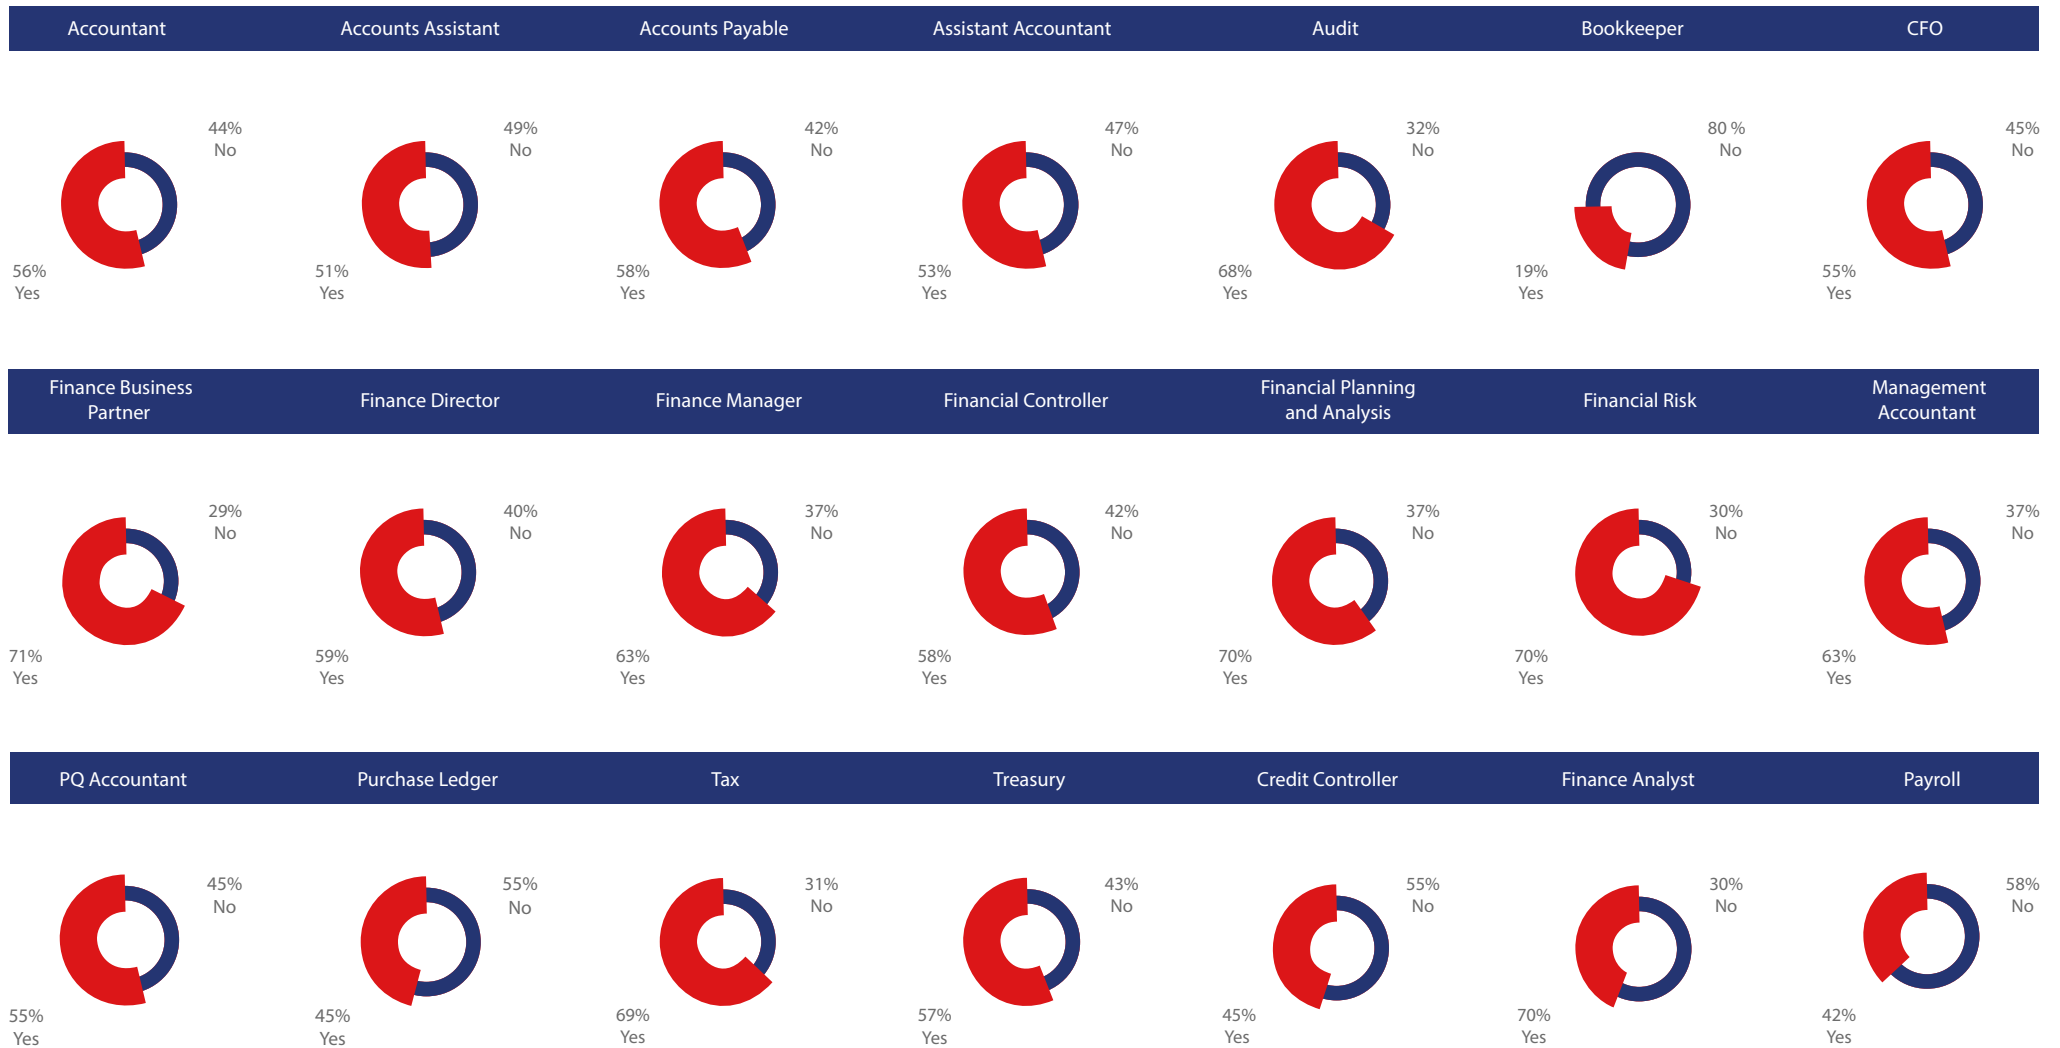 Accountant
Accounts Assistant
Accounts Payable
Assistant Accountant
Audit
Bookkeeper
CFO
44%
No
56%
Yes
49%
No
51%
Yes
42%
No
58%
Yes
47%
No
53%
Yes
32%
No
68%
Yes
80 %
No
19%
Yes
45%
No
55%
Yes
Finance Business
Partner
Finance Director
Finance Manager
Financial Controller
Financial Planning
and Analysis
Financial Risk
Management
Accountant
29%
No
71%
Yes
40%
No
59%
Yes
37%
No
63%
Yes
42%
No
58%
Yes
37%
No
70%
Yes
30%
No
70%
Yes
37%
No
63%
Yes
PQ Accountant
Purchase Ledger
Tax
Treasury
Credit Controller
Finance Analyst
Payroll
45%
No
55%
Yes
55%
No
45%
Yes
31%
No
69%
Yes
43%
No
57%
Yes
55%
No
45%
Yes
30%
No
70%
Yes
58%
No
42%
Yes